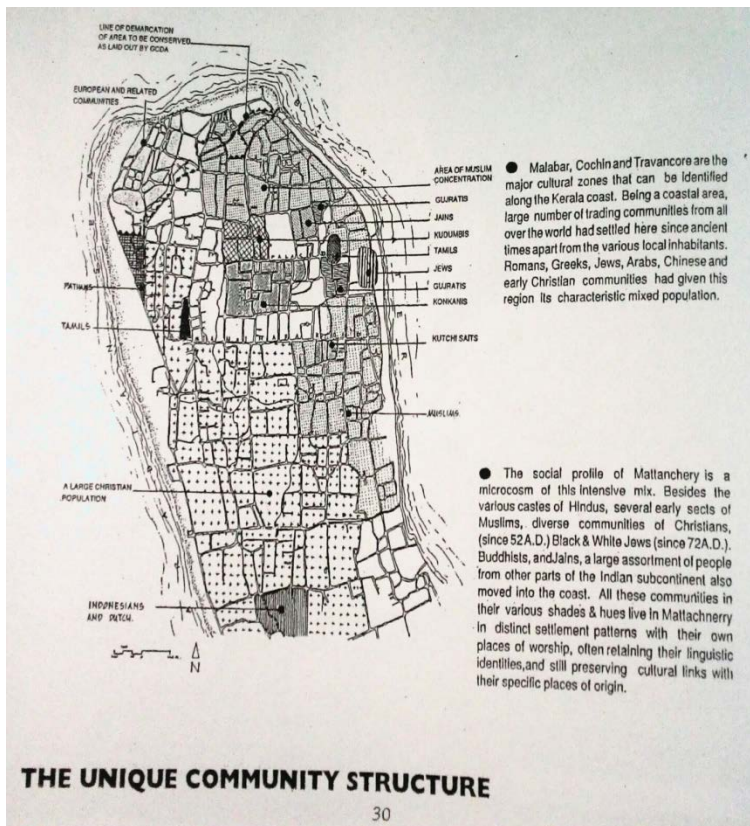 LINE OF DEMARCATION
OF AREA TO BE CONSERVED
AS LAID OUT BY GCDA
EUROPEAN AND RELATED
COMMUNITIES
AREA OF MUSLIM
CONCENTRATION
GUJRATIS
JAINS
KUDUMBIS
TAMILS
JEWS
GUJRATIS
KONKANIS
KUTCHI SAITS
MUSLIMS
PATHANS
TAMILS
A LARGE CHRISTIAN
POPULATION
INDONESIANS
AND DUTCH.
N
● Malabar, Cochin and Travancore are the
major cultural zones that can be identified
along the Kerala coast. Being a coastal area,
large number of trading communities from all
over the world had settled here since ancient
times apart from the various local inhabitants.
Romans, Greeks, Jews, Arabs, Chinese and
early Christian communities had given this
region its characteristic mixed population.
● The social profile of Mattanchery is a
microcosm of this intensive mix. Besides the
various castes of Hindus, several early sects of
Muslims, diverse communities of Christians,
(since 52A.D.) Black & White Jews (since 72A.D.).
Buddhists, andJains, a large assortment of people
from other parts of the Indian subcontinent also
moved into the coast. All these communities in
their various shades & hues live in Mattachnerry
in distinct settlement patterns with their own
places of worship, often retaining their linguistic
identities,and still preserving cultural links with
their specific places of origin.
THE UNIQUE COMMUNITY STRUCTURE
30